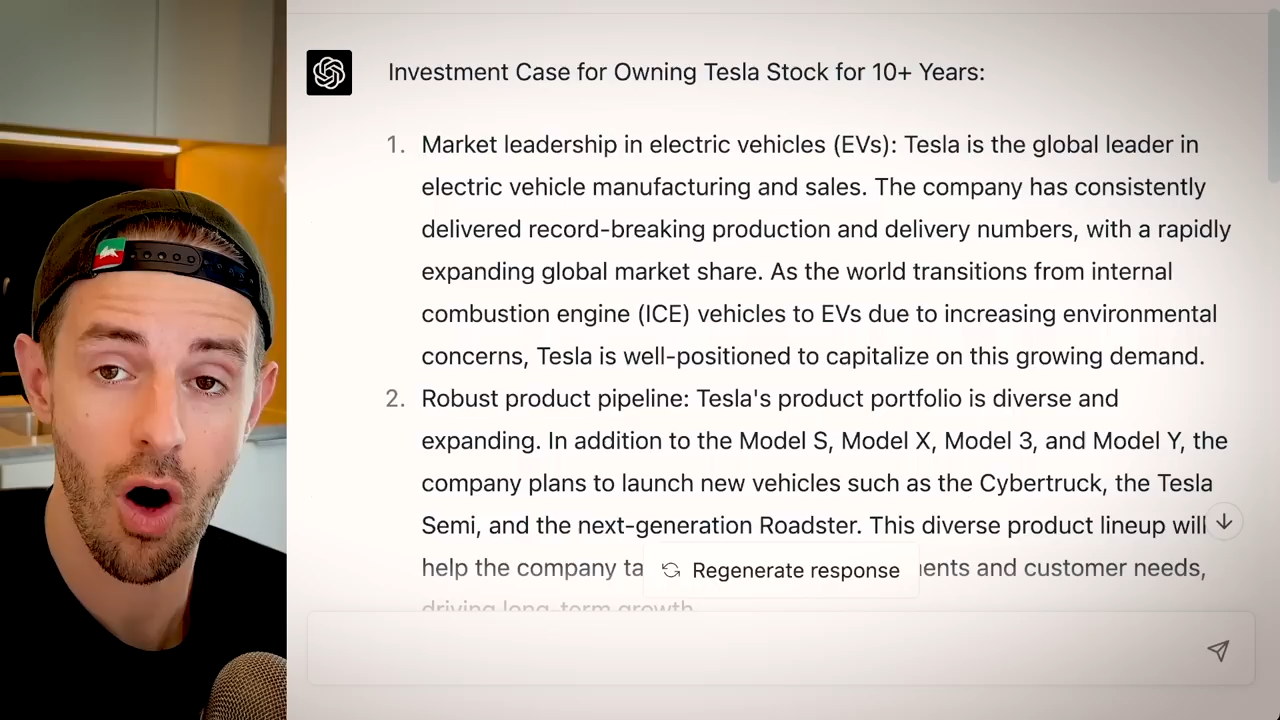 Investment Case for Owning Tesla Stock for 10+ Years:
1. Market leadership in electric vehicles (EVs): Tesla is the global leader in
electric vehicle manufacturing and sales. The company has consistently
delivered record-breaking production and delivery numbers, with a rapidly
expanding global market share. As the world transitions from internal
combustion engine (ICE) vehicles to EVs due to increasing environmental
concerns, Tesla is well-positioned to capitalize on this growing demand.
2. Robust product pipeline: Tesla's product portfolio is diverse and
expanding. In addition to the Model S, Model X, Model 3, and Model Y, the
company plans to launch new vehicles such as the Cybertruck, the Tesla
Semi, and the next-generation Roadster. This diverse product lineup will
help the company and customer needs,
Regenerate response
driving long-term growth.